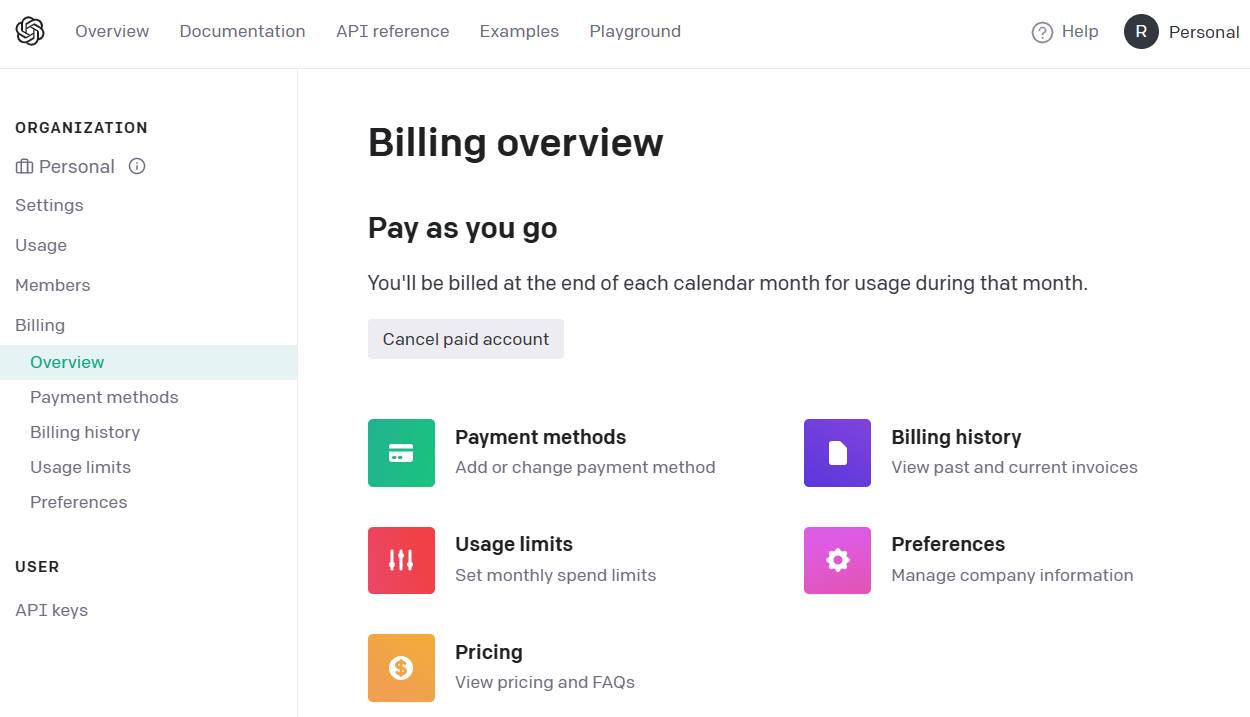 Overview Documentation API reference Examples Playground Help R Personal
ORGANIZATION
Personal
Settings
Usage
Members
Billing
Overview
Payment methods
Billing history
Usage limits
Preferences
USER
API keys
Billing overview
Pay as you go
You'll be billed at the end of each calendar month for usage during that month.
Cancel paid account
Payment methods
Add or change payment method
Billing history
View past and current invoices
Usage limits
Set monthly spend limits
Preferences
Manage company information
Pricing
View pricing and FAQs